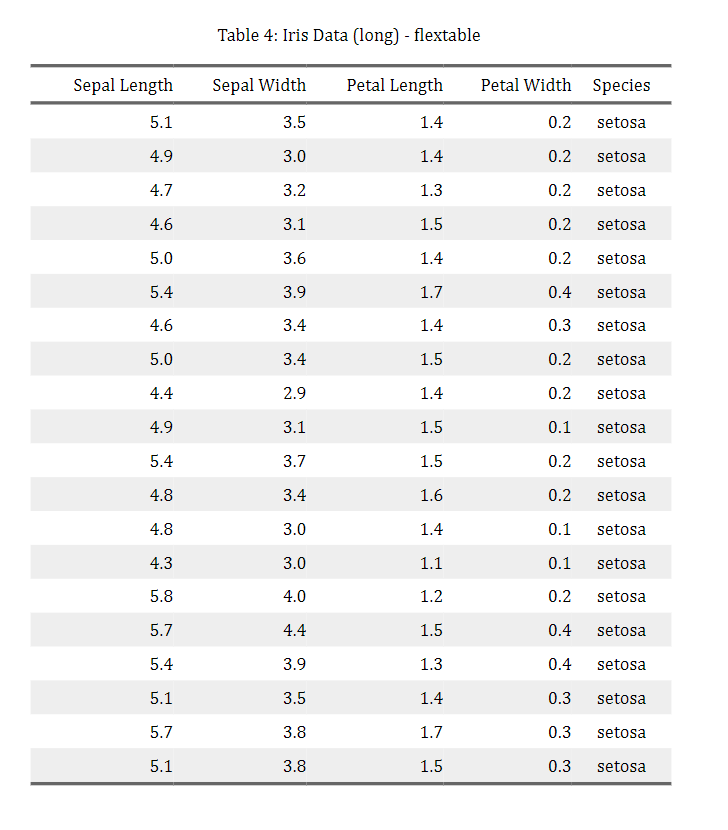 Table 4: Iris Data (long) - flextable
Sepal Length Sepal Width Petal Length Petal Width Species
5.1 3.5 1.4 0.2 setosa
4.9 3.0 1.4 0.2 setosa
4.7 3.2 1.3 0.2 setosa
4.6 3.1 1.5 0.2 setosa
5.0 3.6 1.4 0.2 setosa
5.4 3.9 1.7 0.4 setosa
4.6 3.4 1.4 0.3 setosa
5.0 3.4 1.5 0.2 setosa
4.4 2.9 1.4 0.2 setosa
4.9 3.1 1.5 0.1 setosa
5.4 3.7 1.5 0.2 setosa
4.8 3.4 1.6 0.2 setosa
4.8 3.0 1.4 0.1 setosa
4.3 3.0 1.1 0.1 setosa
5.8 4.0 1.2 0.2 setosa
5.7 4.4 1.5 0.4 setosa
5.4 3.9 1.3 0.4 setosa
5.1 3.5 1.4 0.3 setosa
5.7 3.8 1.7 0.3 setosa
5.1 3.8 1.5 0.3 setosa